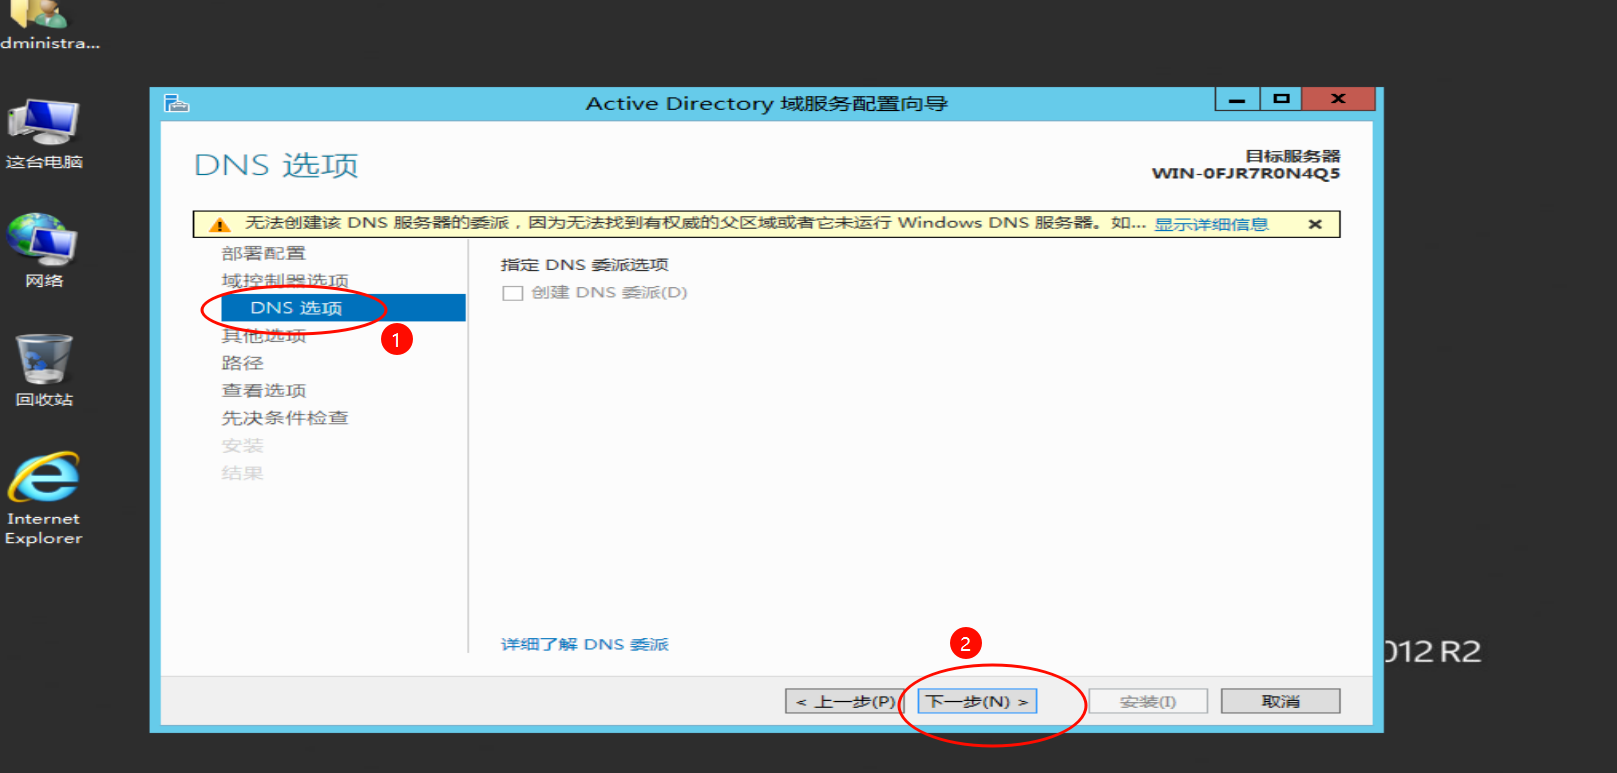 dministra...
这台电脑
网络
回收站
Internet
Explorer
Active Directory 域服务配置向导
DNS 选项
目标服务器
WIN-0FJR7R0N4Q5
无法创建该 DNS 服务器的委派，因为无法找到有权威的父区域或者它未运行 Windows DNS 服务器。如... 显示详细信息
部署配置
域控制器选项
DNS 选项
1
其他选项
路径
查看选项
先决条件检查
安装
结果
指定 DNS 委派选项
创建 DNS 委派(D)
详细了解 DNS 委派
2
< 上一步(P)
下一步(N) >
安装(I)
取消
012 R2